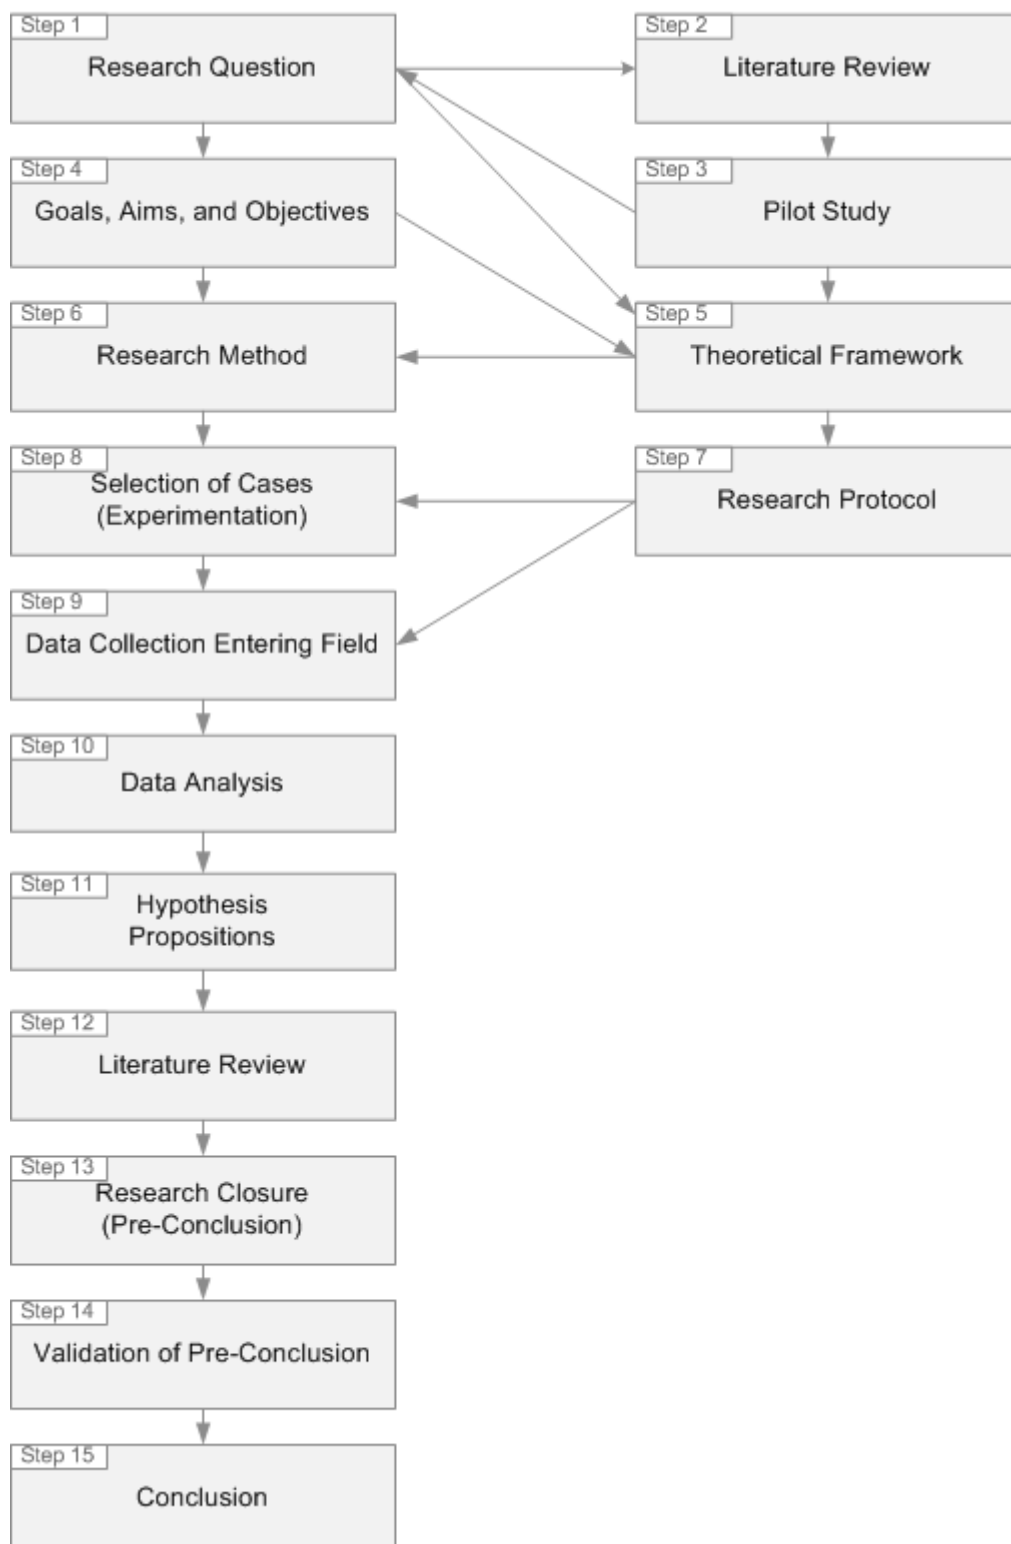 Step 1
Research Question
Step 2
Literature Review
Step 4
Goals, Aims, and Objectives
Step 3
Pilot Study
Step 6
Research Method
Step 5
Theoretical Framework
Step 8
Selection of Cases
(Experimentation)
Step 7
Research Protocol
Step 9
Data Collection Entering Field
Step 10
Data Analysis
Step 11
Hypothesis
Propositions
Step 12
Literature Review
Step 13
Research Closure
(Pre-Conclusion)
Step 14
Validation of Pre-Conclusion
Step 15
Conclusion